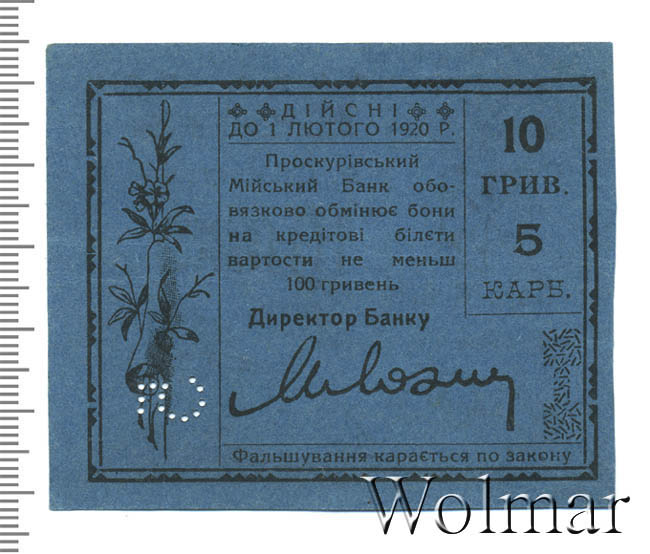 ДІЙСНІ
ДО 1 ЛЮТОГО 1920 Р.
Проскурівський
Мійський Банк обо-
вязково обмінює бони
на кредітові білєти
вартости не меньш
100 гривень
Директор Банку
10
ГРИВ.
5
КАРБ.
Фальшування карається по закону
Wolmar